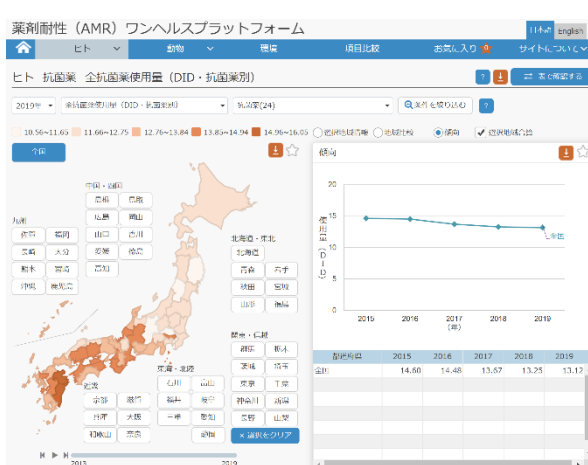 薬剤耐性（AMR）ワンヘルスプラットフォーム
日本語 English
ヒト 動物 環境 項目比較 お気に入り サイトについて
ヒト 抗菌薬 全抗菌薬使用量（DID・抗菌薬別）
? 表で確認する
2019年 全抗菌薬使用量（DID・抗菌薬別） 抗菌薬(24) 条件を絞り込む ?
10.56~11.65 11.66~12.75 12.76~13.84 13.85~14.94 14.96~16.05 選択地域情報 地域比較 傾向 選択地域合算
全国
中国・四国
島根 鳥取
広島 岡山
山口 香川
愛媛 徳島
高知
九州
佐賀 福岡
長崎 大分
熊本 宮崎
沖縄 鹿児島
北海道・東北
北海道
青森 岩手
秋田 宮城
山形 福島
関東・信越
群馬 栃木
茨城 埼玉
東京 千葉
神奈川 新潟
長野 山梨
× 選択をクリア
東海・北陸
石川 富山
福井 岐阜
三重 愛知
静岡
近畿
京都 滋賀
兵庫 大阪
和歌山 奈良
2013 2019
傾向
20
15
10
5
0
使用量(DID)
全国
2015 2016 2017 2018 2019
(年)
都道府県 2015 2016 2017 2018 2019
全国 14.60 14.48 13.67 13.25 13.12